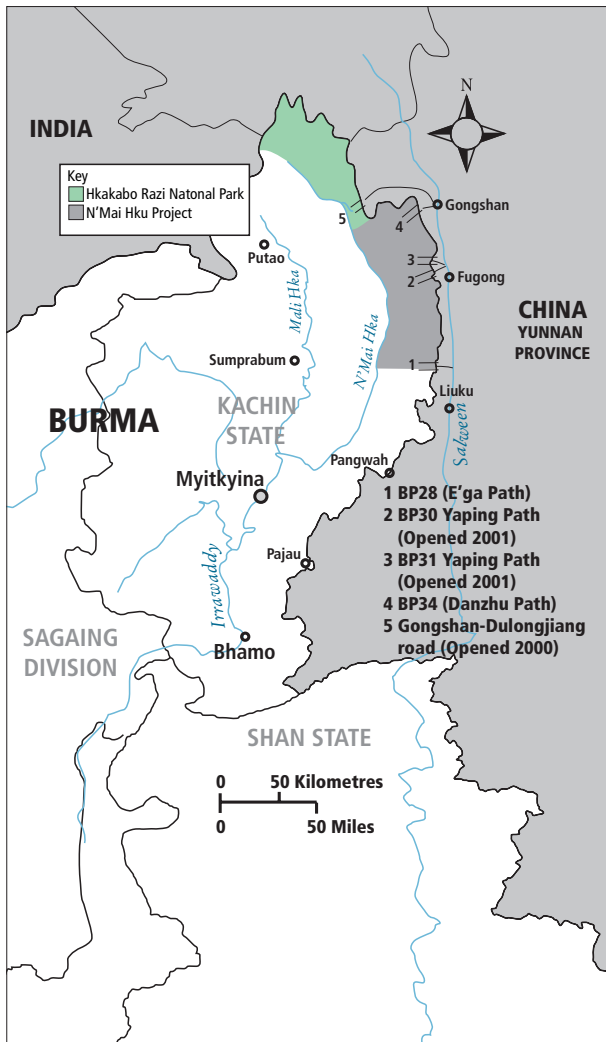 INDIA
N
Key
Hkakabo Razi Natonal Park
N'Mai Hku Project
5
4
Gongshan
Putao
3
2
Fugong
Mali Hka
CHINA
YUNNAN
PROVINCE
N'Mai Hka
Sumprabum
1
Liuku
BURMA
KACHIN
STATE
Salween
Pangwah
Myitkyina
1 BP28 (E'ga Path)
2 BP30 Yaping Path
(Opened 2001)
3 BP31 Yaping Path
(Opened 2001)
4 BP34 (Danzhu Path)
5 Gongshan-Dulongjiang
road (Opened 2000)
Pajau
Irrawaddy
SAGAING
DIVISION
Bhamo
SHAN STATE
0 50 Kilometres
0 50 Miles